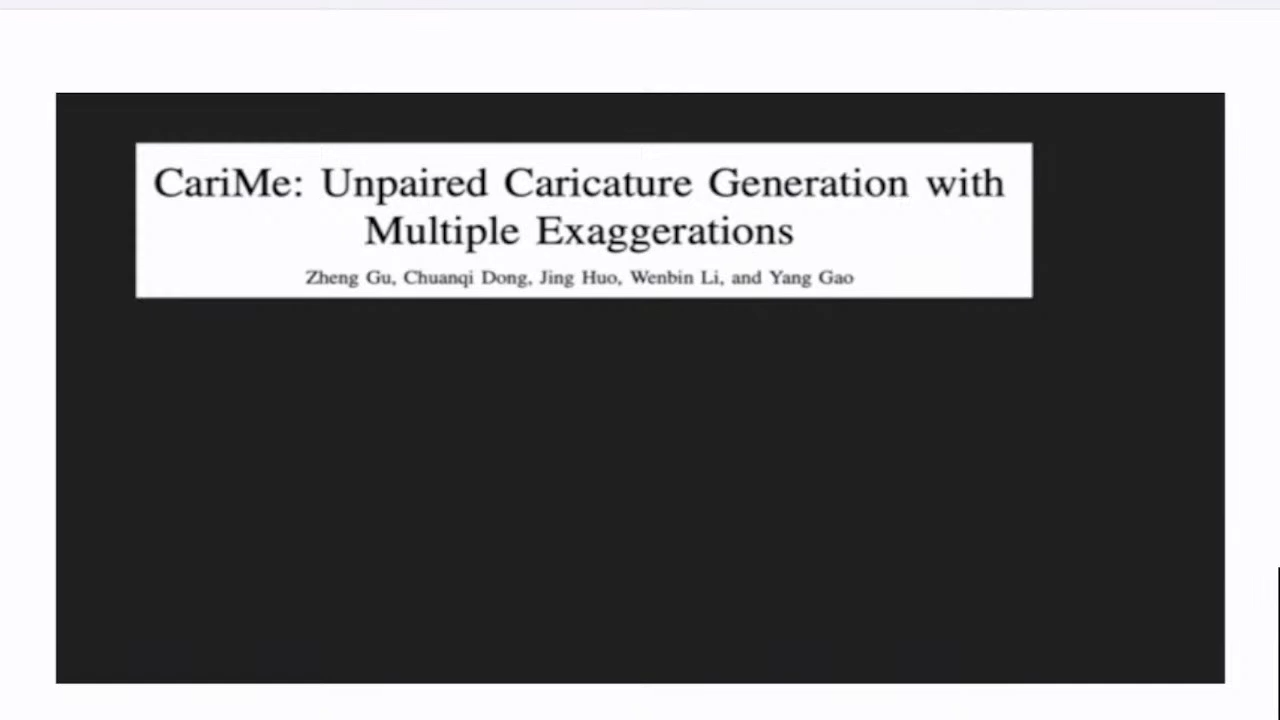 CariMe: Unpaired Caricature Generation with
Multiple Exaggerations
Zheng Gu, Chuanqi Dong, Jing Huo, Wenbin Li, and Yang Gao